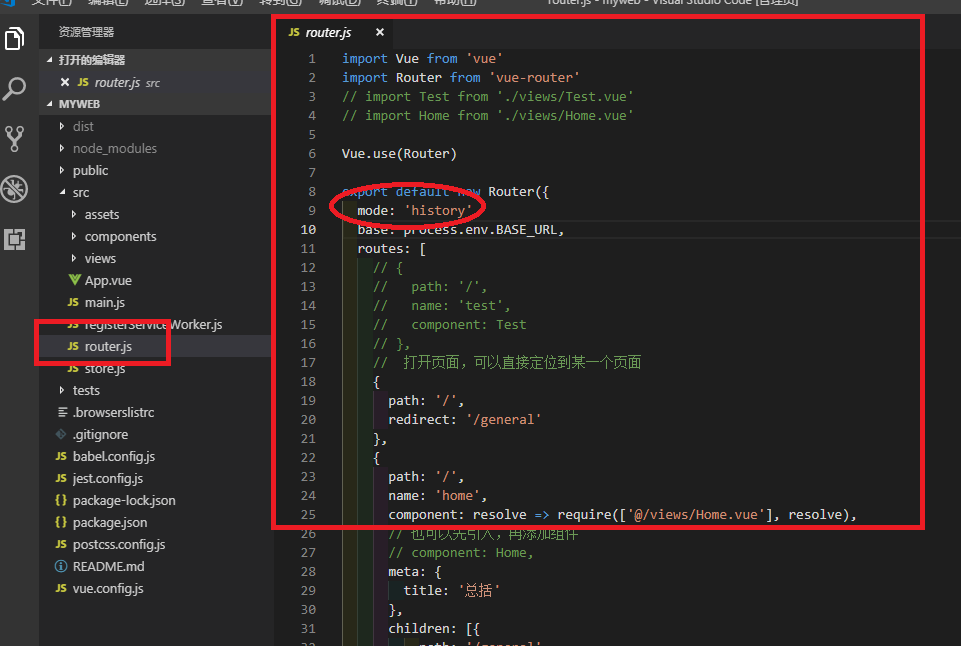 文件(F) 编辑(E) 选择(S) 查看(V) 转到(G) 调试(D) 终端(T) 帮助(H) router.js - myweb - Visual Studio Code [管理员]
资源管理器
打开的编辑器
JS router.js src
MYWEB
dist
node_modules
public
src
assets
components
views
App.vue
JS main.js
JS registerServiceWorker.js
JS router.js
JS store.js
tests
.browserslistrc
.gitignore
JS babel.config.js
JS jest.config.js
{} package-lock.json
{} package.json
JS postcss.config.js
README.md
JS vue.config.js
JS router.js
1 import Vue from 'vue'
2 import Router from 'vue-router'
3 // import Test from './views/Test.vue'
4 // import Home from './views/Home.vue'
5
6 Vue.use(Router)
7
8 export default new Router({
9 mode: 'history'
10 base: process.env.BASE_URL,
11 routes: [
12 // {
13 //   path: '/',
14 //   name: 'test',
15 //   component: Test
16 // },
17 // 打开页面，可以直接定位到某一个页面
18 {
19 path: '/',
20 redirect: '/general'
21 },
22 {
23 path: '/',
24 name: 'home',
25 component: resolve => require(['@/views/Home.vue'], resolve),
26 // 也可以先引入，再添加组件
27 // component: Home,
28 meta: {
29 title: '总括'
30 },
31 children: [{
32 path: '/general',